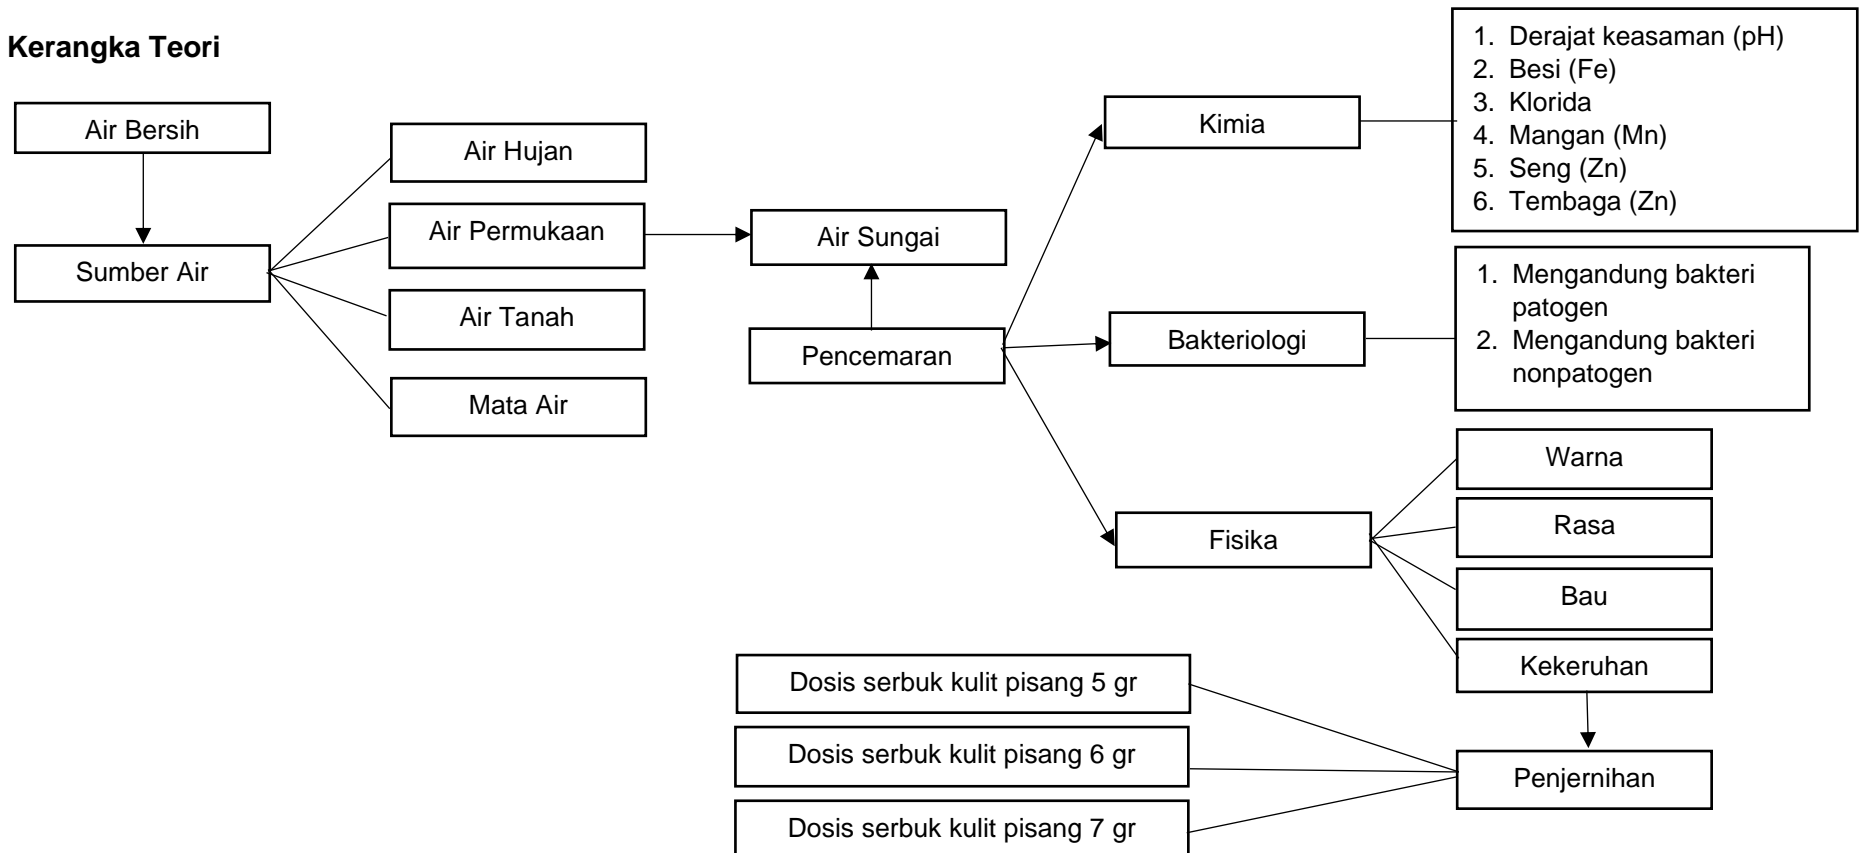 Kerangka Teori
Air Bersih
Sumber Air
Air Hujan
Air Permukaan
Air Tanah
Mata Air
Air Sungai
Pencemaran
Kimia
1. Derajat keasaman (pH)
2. Besi (Fe)
3. Klorida
4. Mangan (Mn)
5. Seng (Zn)
6. Tembaga (Zn)
Bakteriologi
1. Mengandung bakteri
patogen
2. Mengandung bakteri
nonpatogen
Fisika
Warna
Rasa
Bau
Kekeruhan
Penjernihan
Dosis serbuk kulit pisang 5 gr
Dosis serbuk kulit pisang 6 gr
Dosis serbuk kulit pisang 7 gr